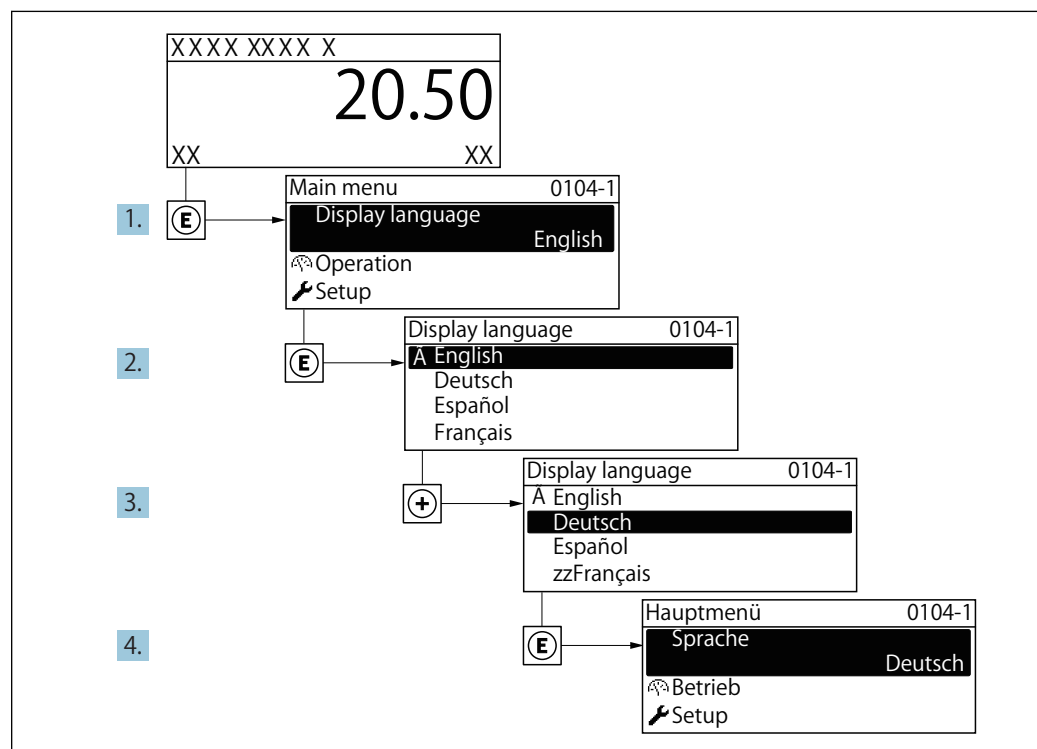 XXXX XXXX X
20.50
XX XX
1. E
Main menu 0104-1
Display language
English
Operation
Setup
2. E
Display language 0104-1
Ä English
Deutsch
Español
Français
3. +
Display language 0104-1
Ä English
Deutsch
Español
zzFrançais
4. E
Hauptmenü 0104-1
Sprache
Deutsch
Betrieb
Setup